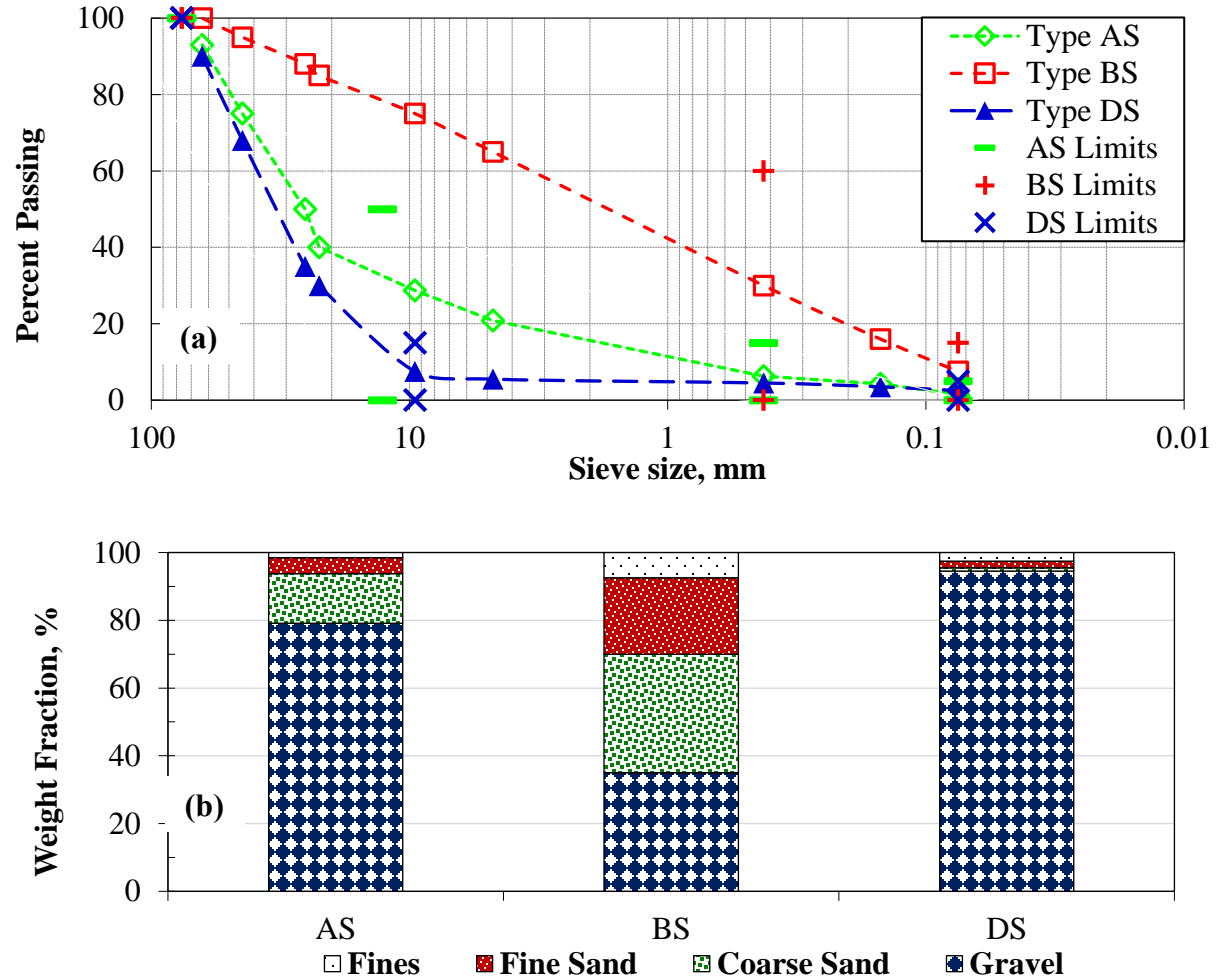 100
80
60
40
20
0
Percent Passing
(a)
Type AS
Type BS
Type DS
AS Limits
BS Limits
DS Limits
100 10 1 0.1 0.01
Sieve size, mm
100
80
60
40
20
0
Weight Fraction, %
(b)
AS BS DS
Fines Fine Sand Coarse Sand Gravel